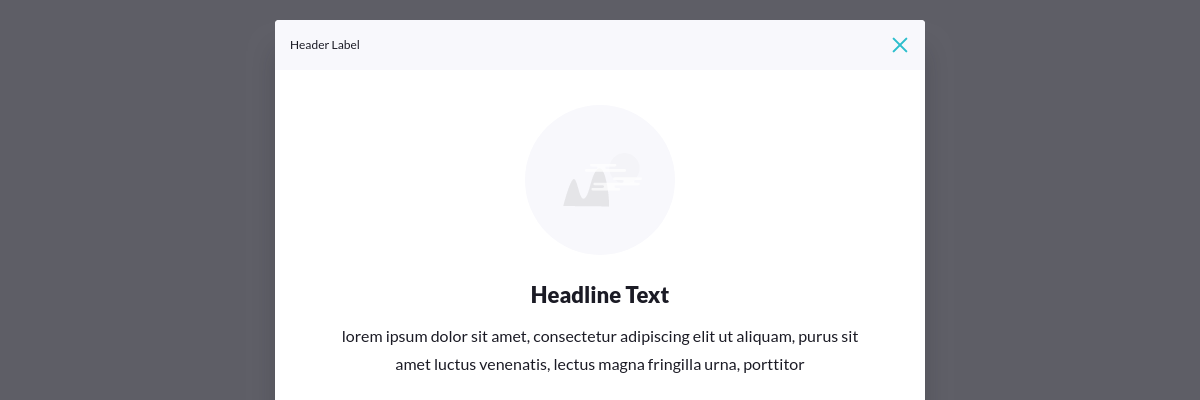 Header Label
Headline Text
lorem ipsum dolor sit amet, consectetur adipiscing elit ut aliquam, purus sit
amet luctus venenatis, lectus magna fringilla urna, porttitor